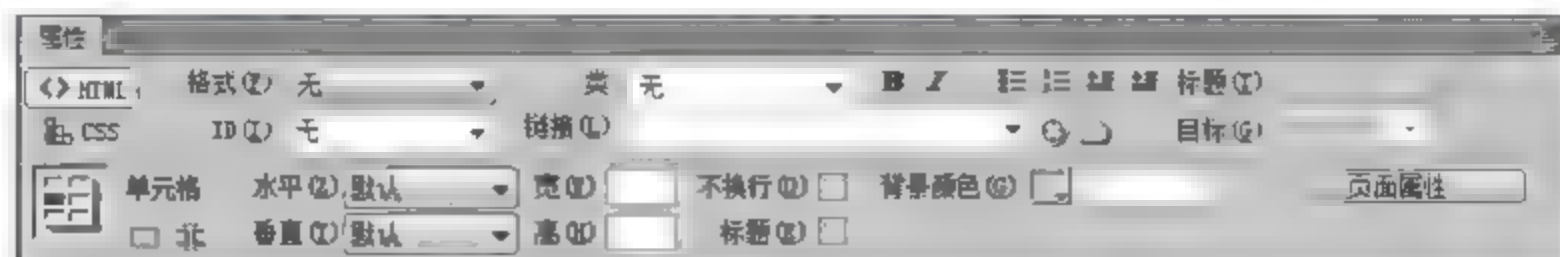 属性
<> HTML 格式(F) 无 类 无 B I 标题(T)
CSS ID(I) 无 链接(L) 目标(G)
单元格 水平(Z) 默认 宽(W) 不换行(O) 背景颜色(G) 页面属性
垂直(T) 默认 高(H) 标题(E)